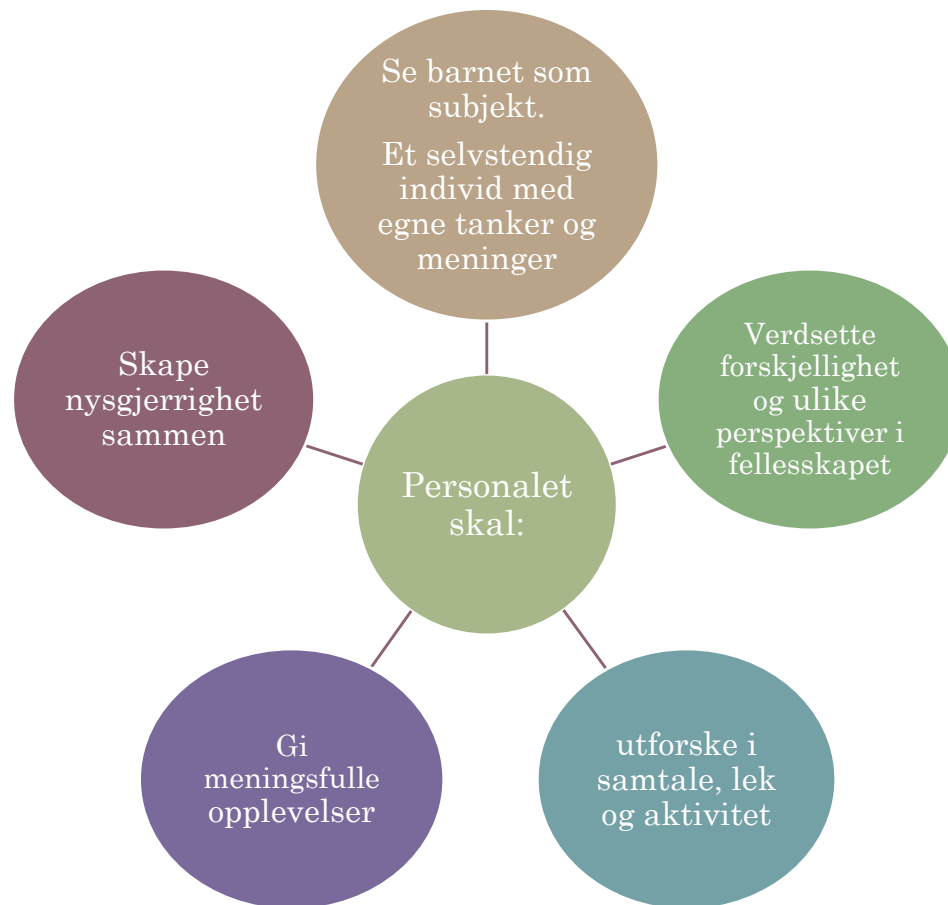 Se barnet som
subjekt.
Et selvstendig
individ med
egne tanker og
meninger
Verdsette
forskjellighet
og ulike
perspektiver i
fellesskapet
Skape
nysgjerrighet
sammen
Personalet
skal:
Gi
meningsfulle
opplevelser
utforske i
samtale, lek
og aktivitet